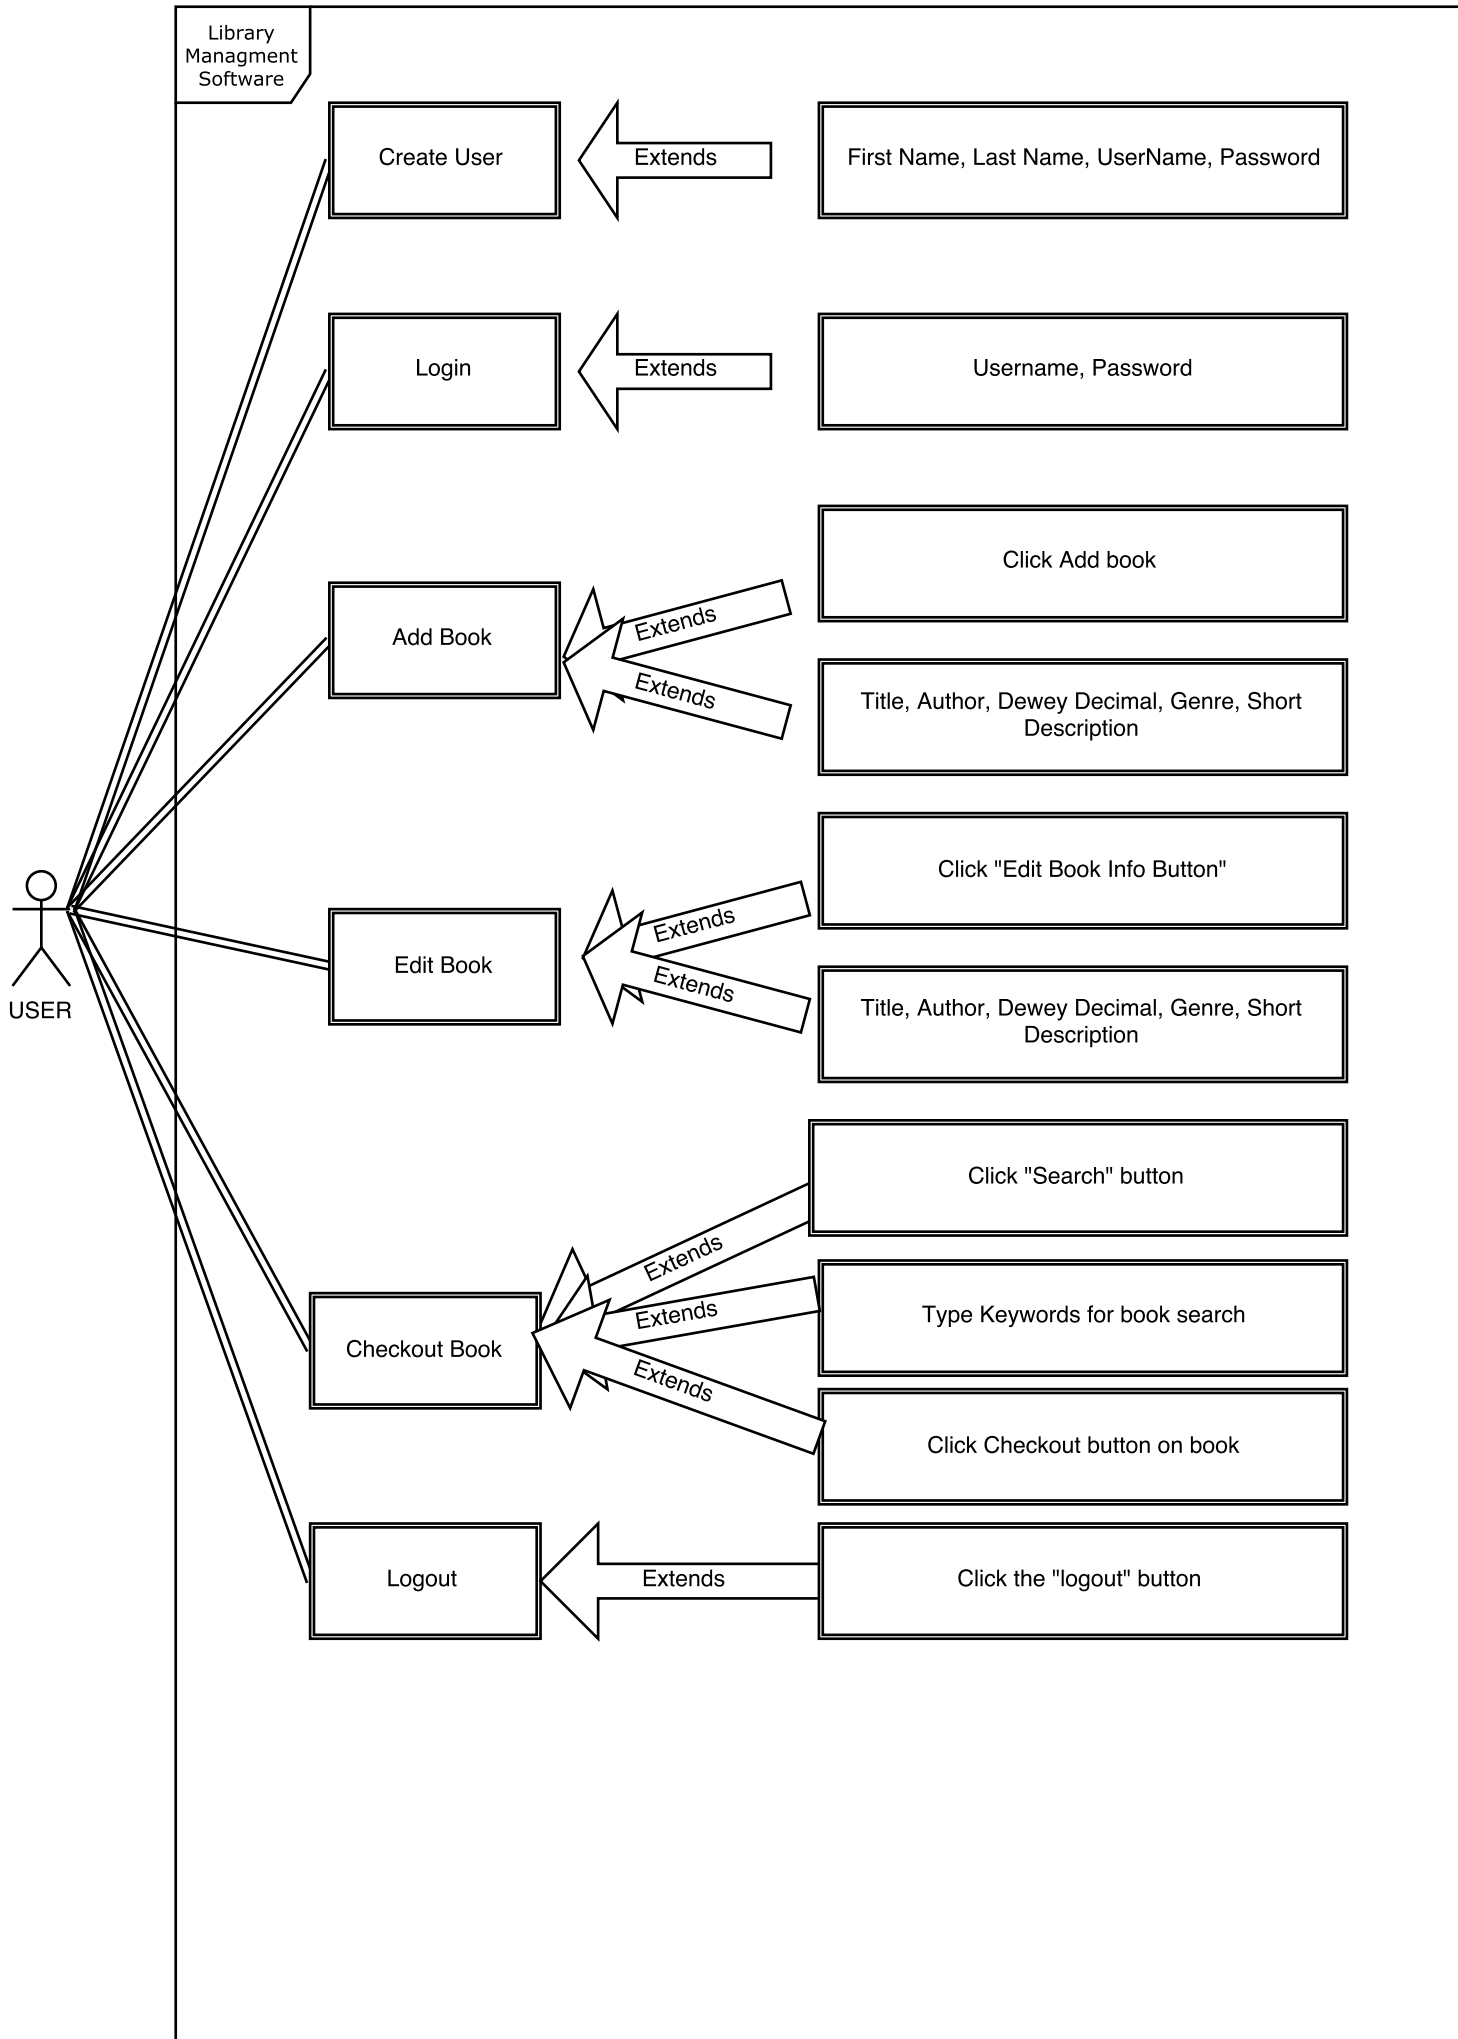 Library
Managment
Software
Create User
Extends
First Name, Last Name, UserName, Password
Login
Extends
Username, Password
Add Book
Extends
Click Add book
Extends
Title, Author, Dewey Decimal, Genre, Short
Description
USER
Edit Book
Extends
Click "Edit Book Info Button"
Extends
Title, Author, Dewey Decimal, Genre, Short
Description
Checkout Book
Extends
Click "Search" button
Extends
Type Keywords for book search
Extends
Click Checkout button on book
Logout
Extends
Click the "logout" button